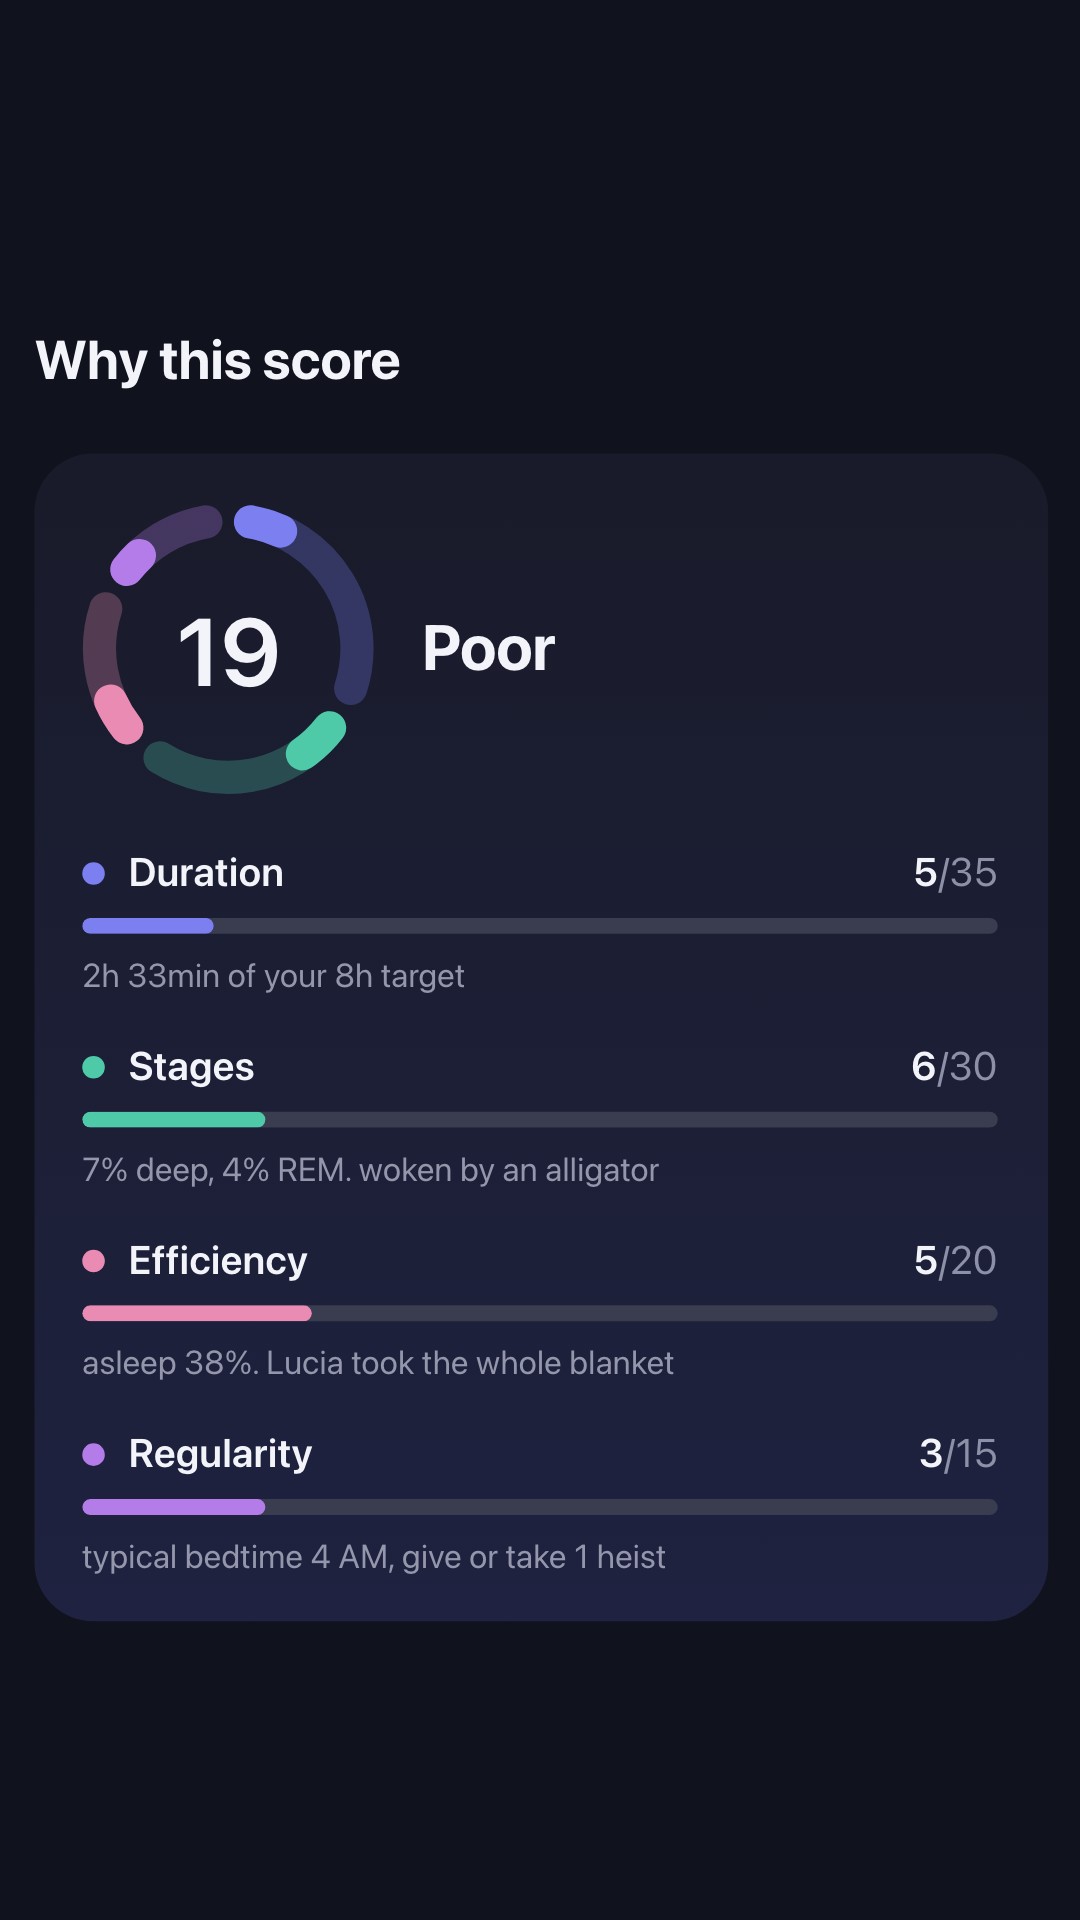 Why this score
19
Poor
Duration 5/35
2h 33min of your 8h target
Stages 6/30
7% deep, 4% REM. woken by an alligator
Efficiency 5/20
asleep 38%. Lucia took the whole blanket
Regularity 3/15
typical bedtime 4 AM, give or take 1 heist